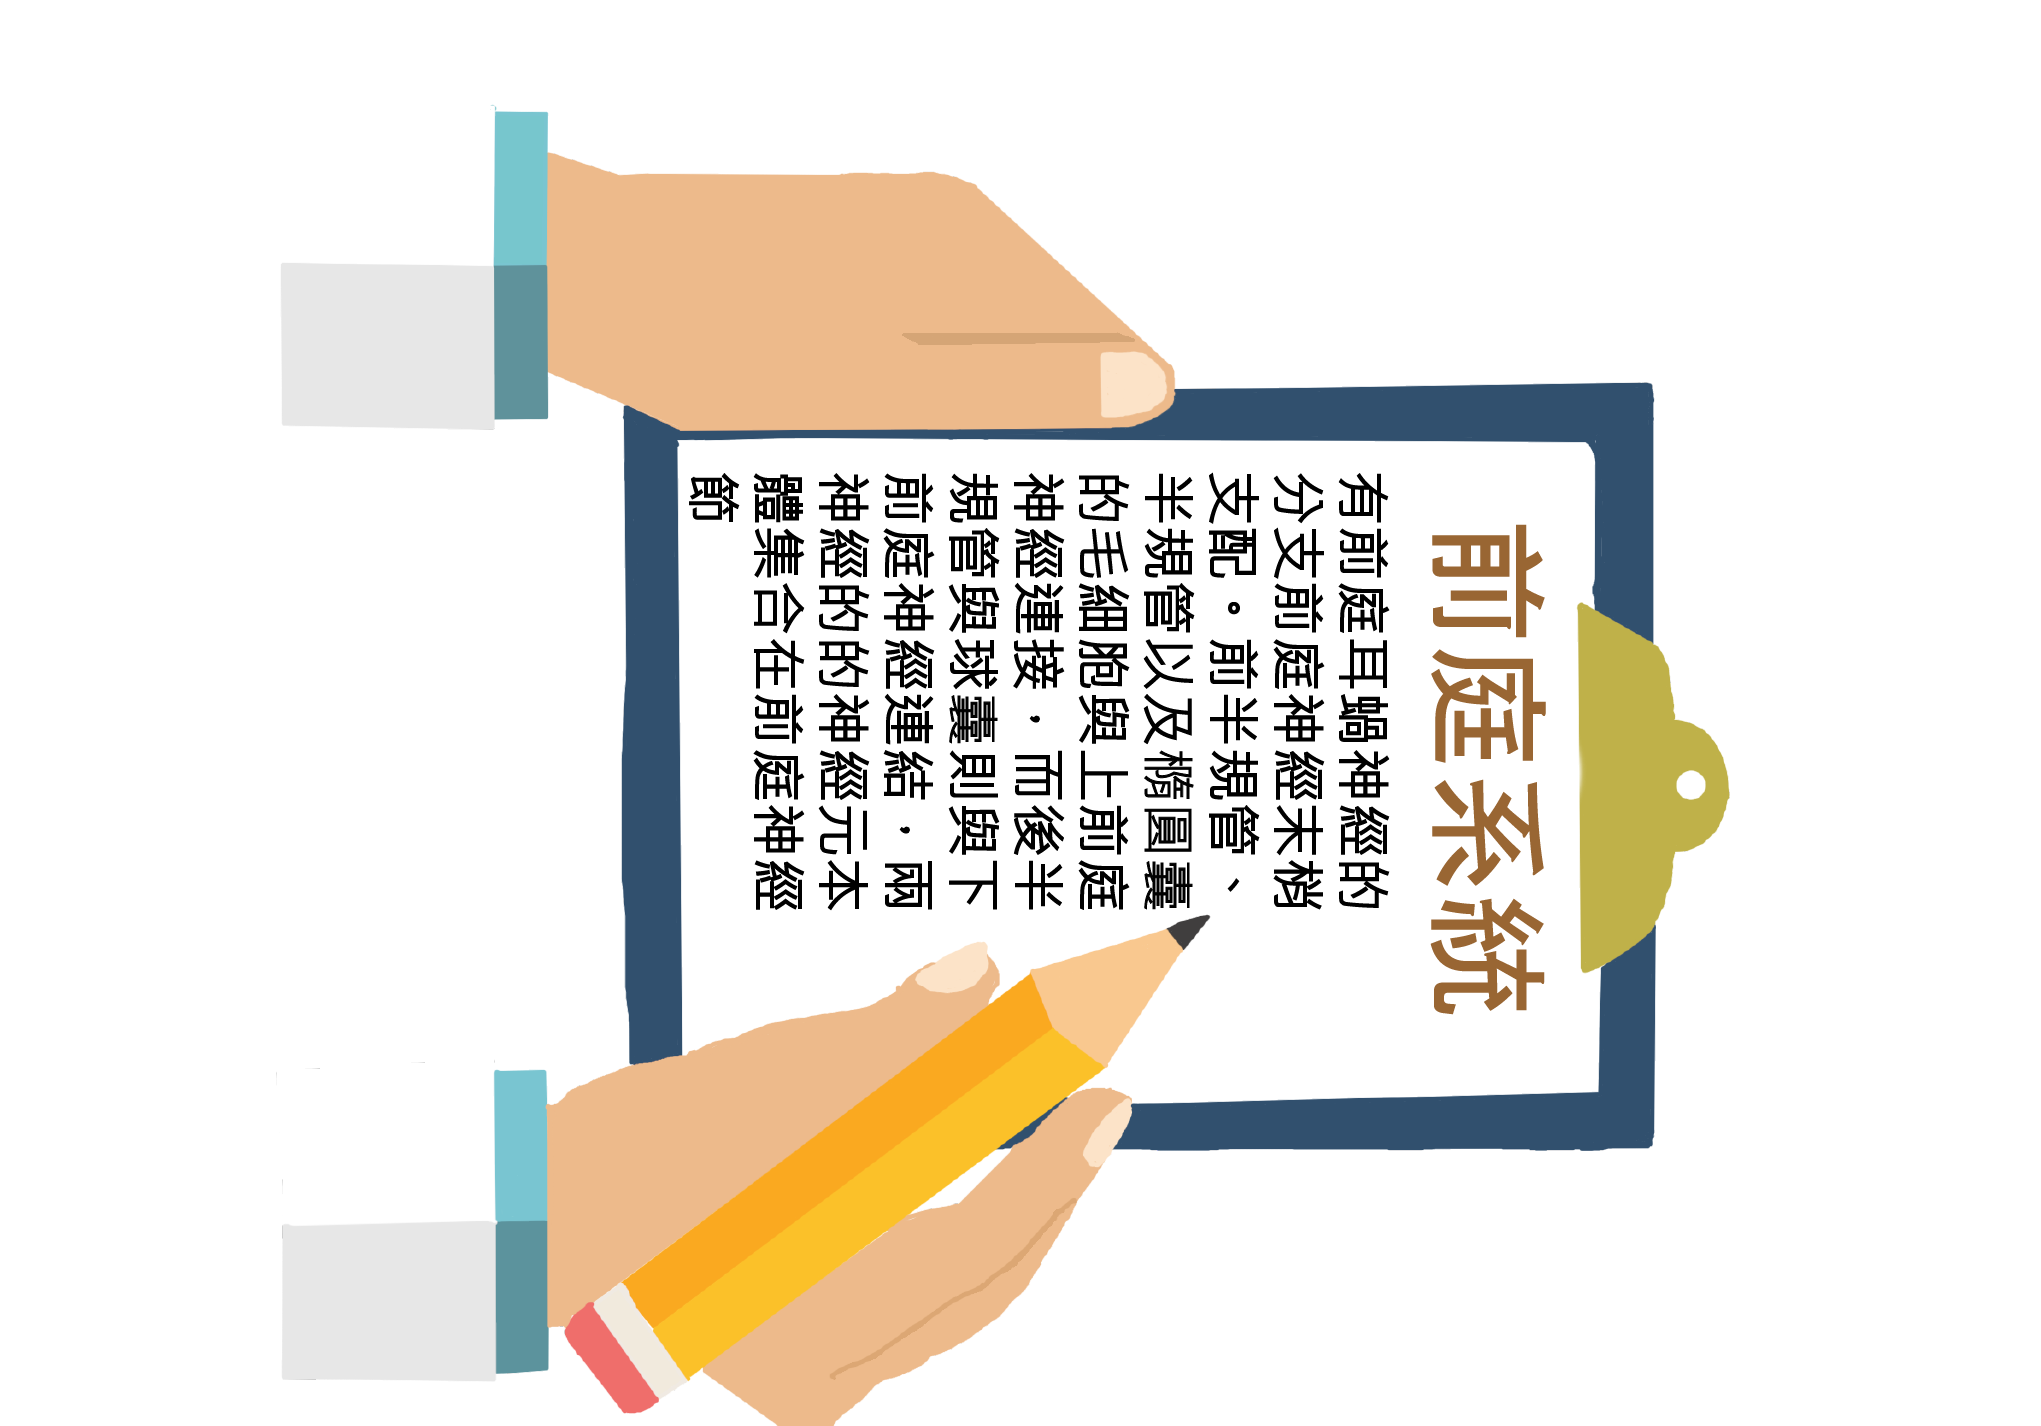 前庭系統
有前庭耳蝸神經的
分支前庭神經末梢
支配。前半規管、
半規管以及橢圓囊
的毛細胞與上前庭
神經連接，而後半
規管與球囊則與下
前庭神經連結，兩
神經的的神經元本
體集合在前庭神經
節